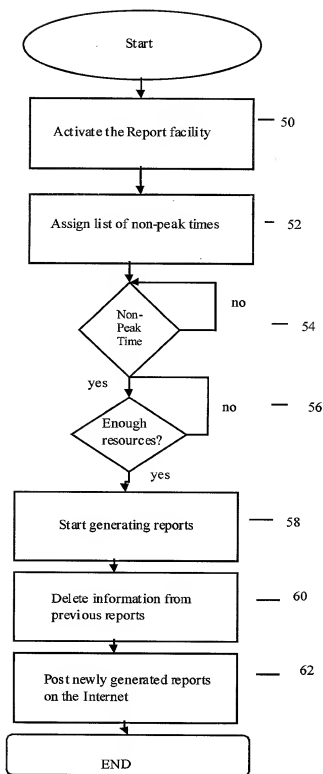 Start
Activate the Report facility
50
Assign list of non-peak times
52
Non-
Peak
Time
no
54
yes
Enough
resources?
no
56
yes
Start generating reports
58
Delete information from
previous reports
60
Post newly generated reports
on the Internet
62
END